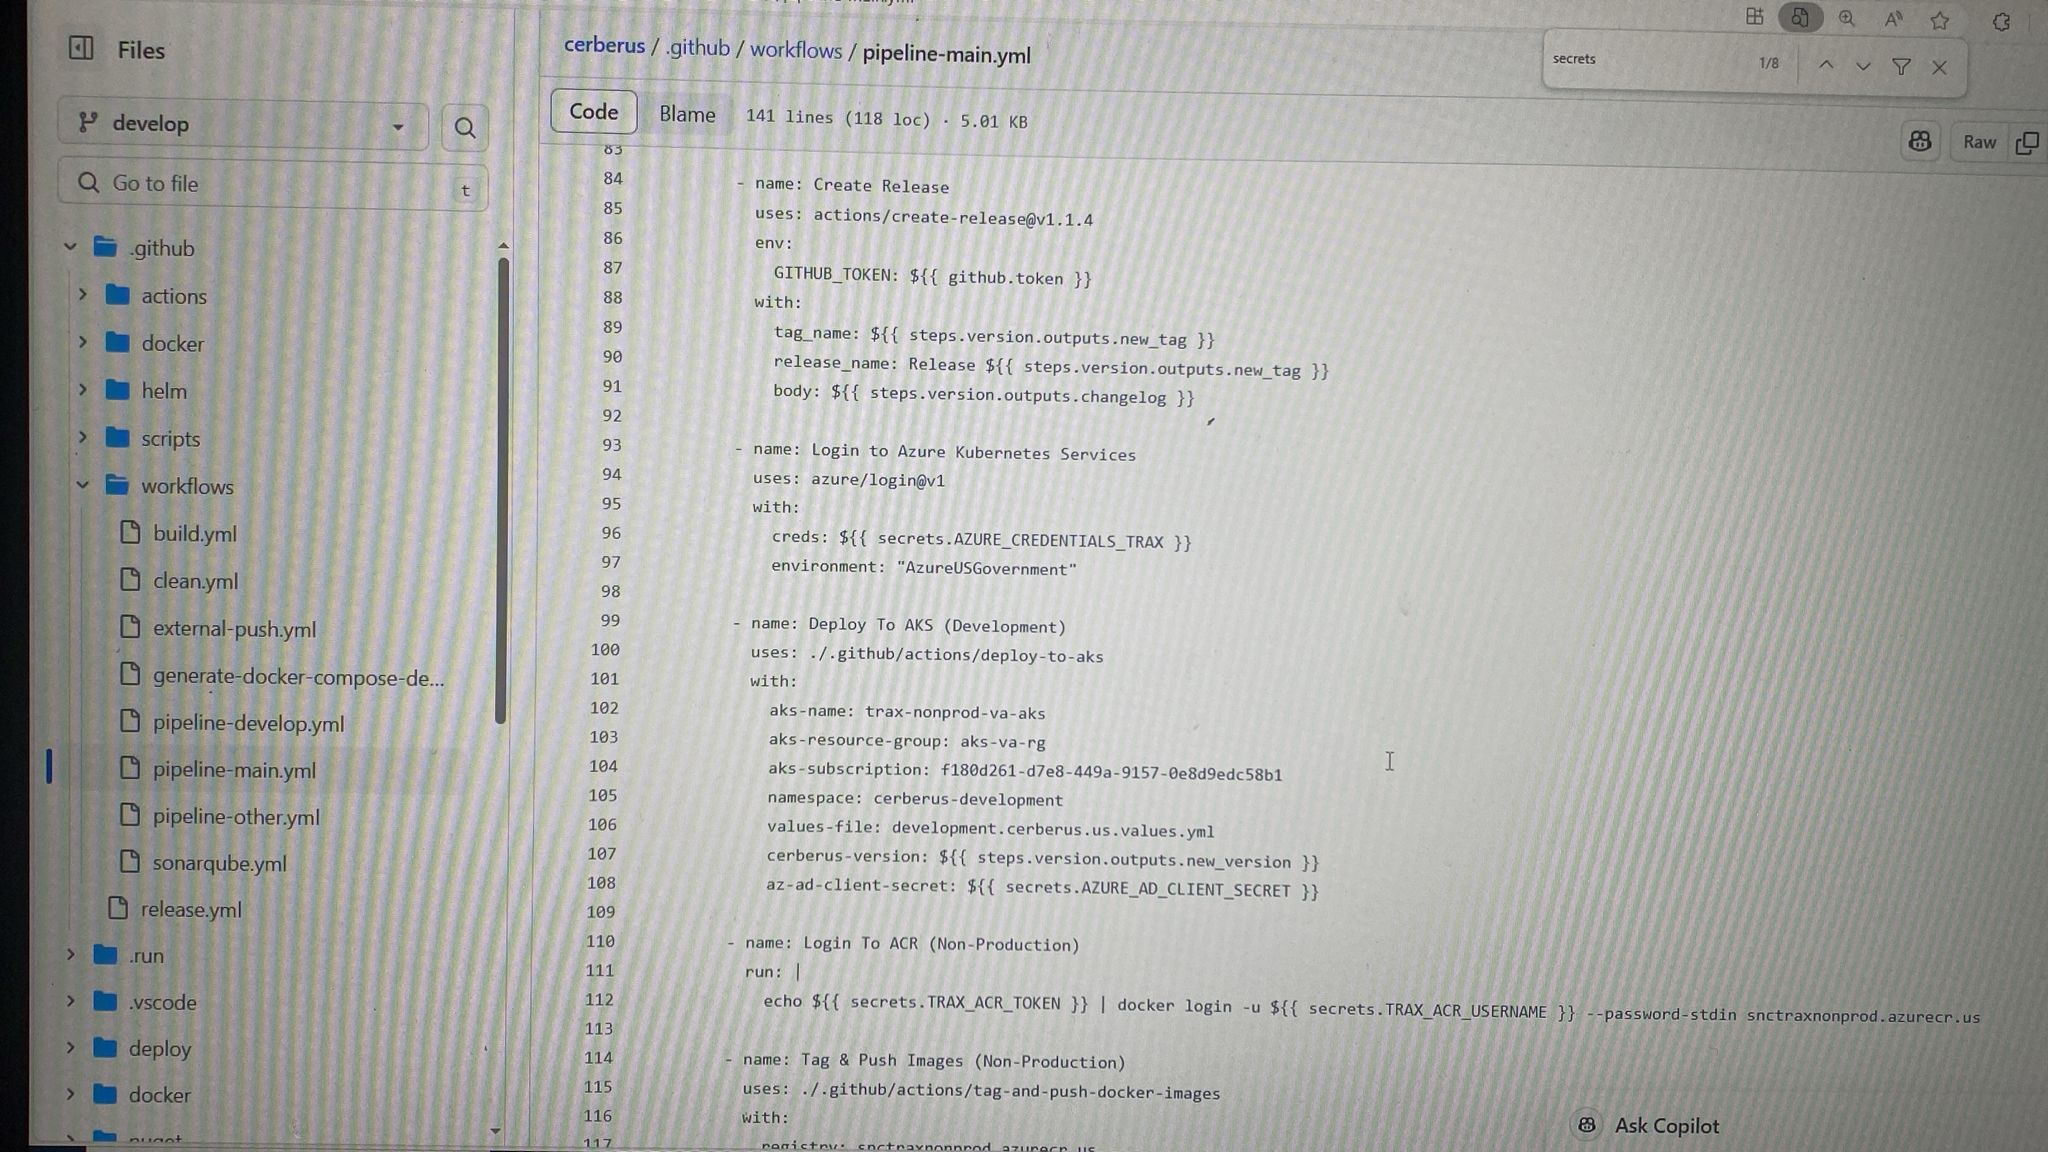 Files
develop
Go to file
t
.github
actions
docker
helm
scripts
workflows
build.yml
clean.yml
external-push.yml
generate-docker-compose-de...
pipeline-develop.yml
pipeline-main.yml
pipeline-other.yml
sonarqube.yml
release.yml
.run
.vscode
deploy
docker
cerberus / .github / workflows / pipeline-main.yml
secrets 1/8
Code Blame 141 lines (118 loc) · 5.01 KB
Raw
83
84 - name: Create Release
85 uses: actions/create-release@v1.1.4
86 env:
87 GITHUB_TOKEN: ${{ github.token }}
88 with:
89 tag_name: ${{ steps.version.outputs.new_tag }}
90 release_name: Release ${{ steps.version.outputs.new_tag }}
91 body: ${{ steps.version.outputs.changelog }}
92
93 - name: Login to Azure Kubernetes Services
94 uses: azure/login@v1
95 with:
96 creds: ${{ secrets.AZURE_CREDENTIALS_TRAX }}
97 environment: "AzureUSGovernment"
98
99 - name: Deploy To AKS (Development)
100 uses: ./.github/actions/deploy-to-aks
101 with:
102 aks-name: trax-nonprod-va-aks
103 aks-resource-group: aks-va-rg
104 aks-subscription: f180d261-d7e8-449a-9157-0e8d9edc58b1
105 namespace: cerberus-development
106 values-file: development.cerberus.us.values.yml
107 cerberus-version: ${{ steps.version.outputs.new_version }}
108 az-ad-client-secret: ${{ secrets.AZURE_AD_CLIENT_SECRET }}
109
110 - name: Login To ACR (Non-Production)
111 run: |
112 echo ${{ secrets.TRAX_ACR_TOKEN }} | docker login -u ${{ secrets.TRAX_ACR_USERNAME }} --password-stdin snctraxnonprod.azurecr.us
113
114 - name: Tag & Push Images (Non-Production)
115 uses: ./.github/actions/tag-and-push-docker-images
116 with:
117 registry: snctraxnonprod.azurecr.us
Ask Copilot